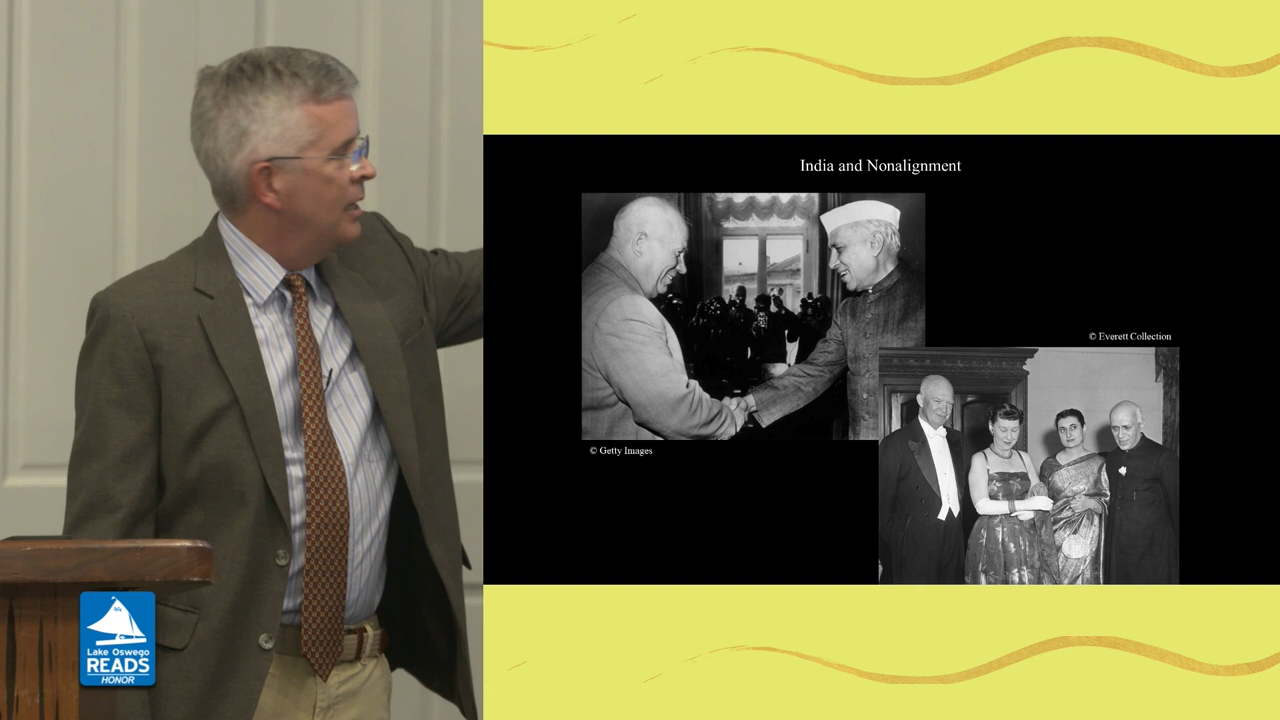 India and Nonalignment
© Everett Collection
© Getty Images
Lake Oswego
READS
HONOR